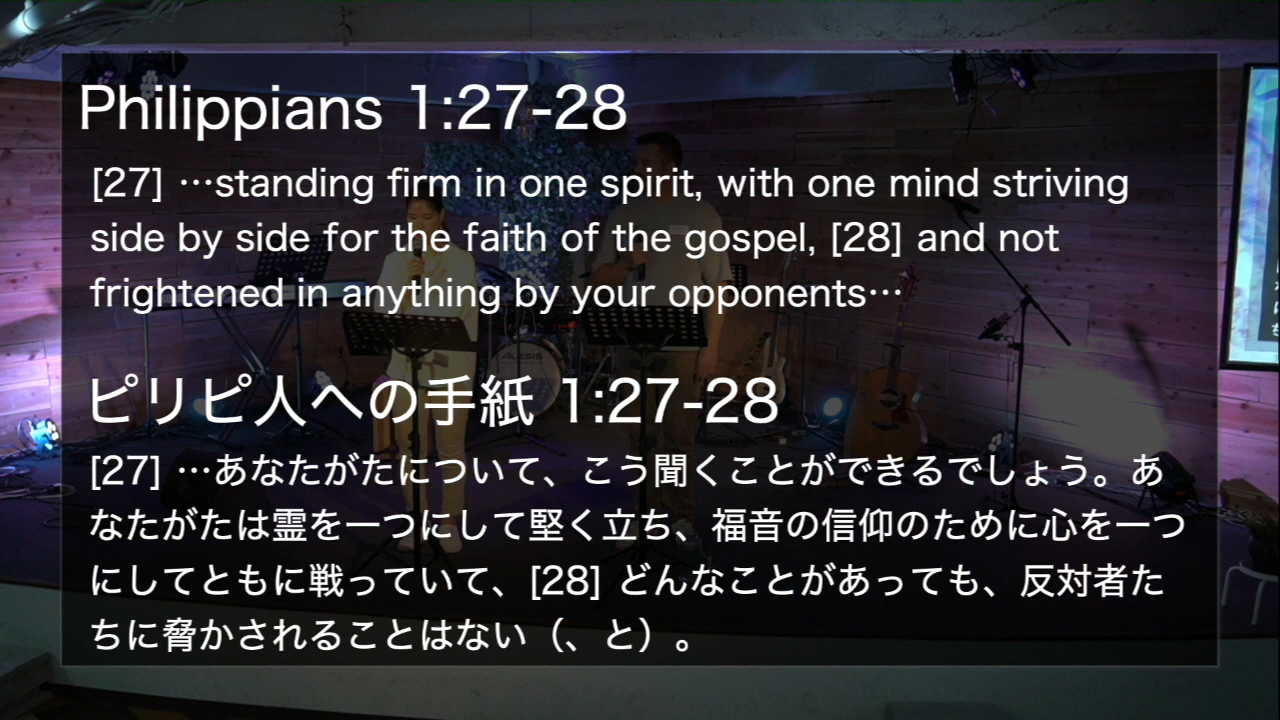 Philippians 1:27-28
[27] …standing firm in one spirit, with one mind striving
side by side for the faith of the gospel, [28] and not
frightened in anything by your opponents…
ピリピ人への手紙 1:27-28
[27] …あなたがたについて、こう聞くことができるでしょう。あ
なたがたは霊を一つにして堅く立ち、福音の信仰のために心を一つ
にしてともに戦っていて、[28] どんなことがあっても、反対者た
ちに脅かされることはない（、と）。
ALESIS